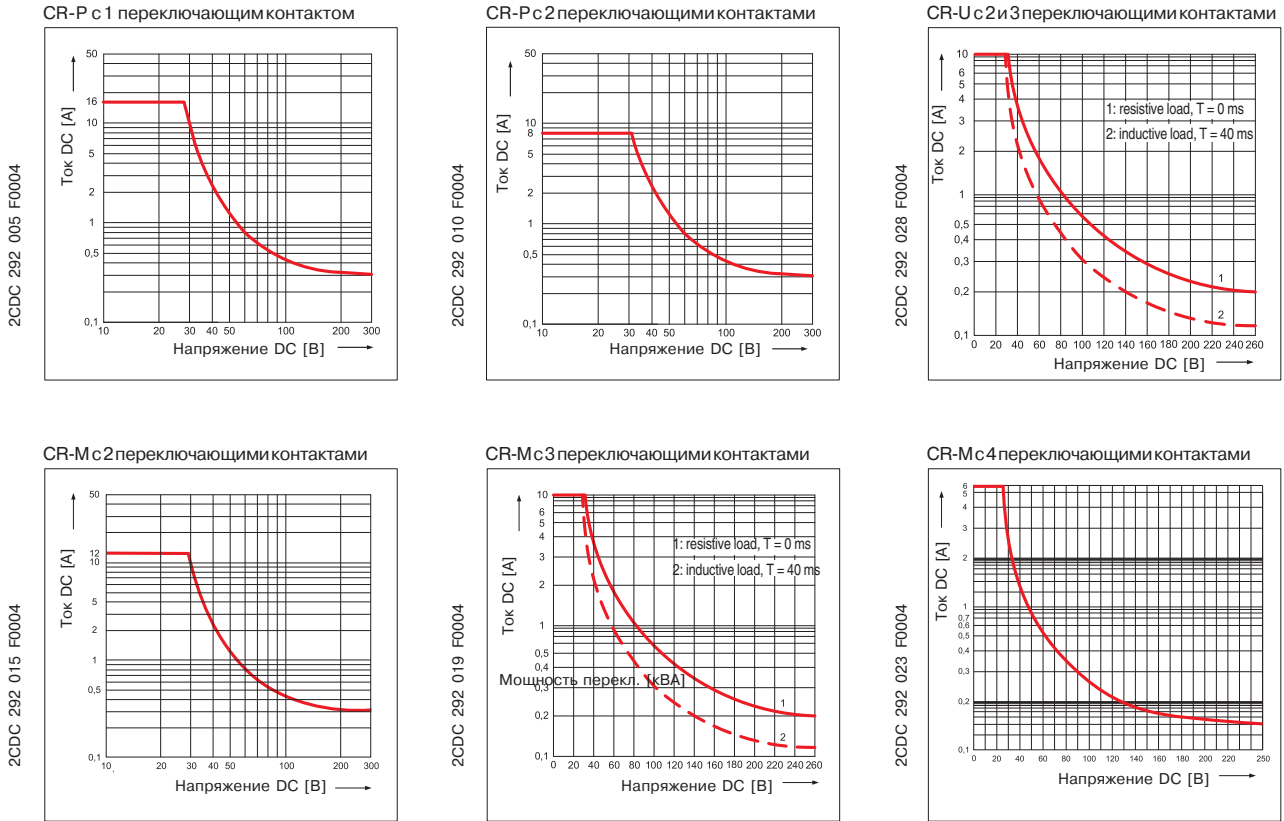 CR-P с 1 переключающим контактом
50
16
10
5
2
1
0,5
0,1
10 20 30 40 50 100 200 300
Ток DC [A]
Напряжение DC [B]
2CDC 292 005 F0004
CR-P с 2 переключающими контактами
50
10
8
5
2
1
0,5
0,1
10 20 30 40 50 100 200 300
Ток DC [A]
Напряжение DC [B]
2CDC 292 010 F0004
CR-U с 2 и 3 переключающими контактами
10
6
5
4
3
2
1
0,5
0,4
0,3
0,2
0,1
1: resistive load, T = 0 ms
2: inductive load, T = 40 ms
1
2
0 20 40 60 80 100 120 140 160 180 200 220 240 260
Ток DC [A]
Напряжение DC [B]
2CDC 292 028 F0004
CR-M с 2 переключающими контактами
50
12
10
5
2
1
0,5
0,1
10 20 30 40 50 100 200 300
Ток DC [A]
Напряжение DC [B]
2CDC 292 015 F0004
CR-M с 3 переключающими контактами
10
6
5
4
3
2
1
0,5
0,4
0,3
0,2
0,1
1: resistive load, T = 0 ms
2: inductive load, T = 40 ms
Мощность перекл. [кВА]
1
2
0 20 40 60 80 100 120 140 160 180 200 220 240 260
Ток DC [A]
Напряжение DC [B]
2CDC 292 019 F0004
CR-M с 4 переключающими контактами
6
5
3
2
1
0,7
0,6
0,5
0,3
0,2
0,1
0 20 40 60 80 100 120 140 160 180 200 220 250
Ток DC [A]
Напряжение DC [B]
2CDC 292 023 F0004